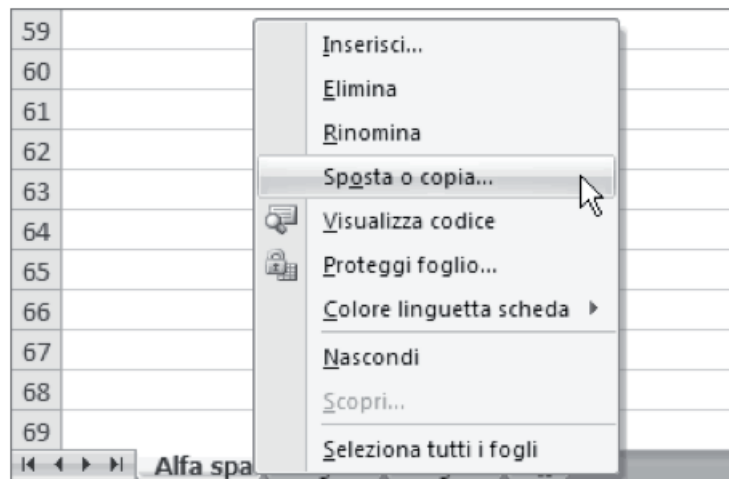 59
60
61
62
63
64
65
66
67
68
69
Inserisci...
Elimina
Rinomina
Sposta o copia...
Visualizza codice
Proteggi foglio...
Colore linguetta scheda
Nascondi
Scopri...
Seleziona tutti i fogli
Alfa spa